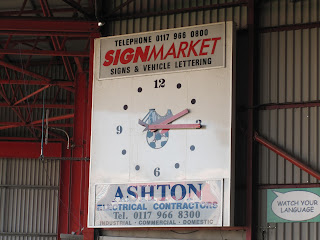 TELEPHONE 0117 966 0800
SIGNMARKET
SIGNS & VEHICLE LETTERING
12
9
3
6
ASHTON
ELECTRICAL CONTRACTORS
Tel. 0117 966 8300
INDUSTRIAL - COMMERCIAL - DOMESTIC
WATCH YOUR
LANGUAGE!